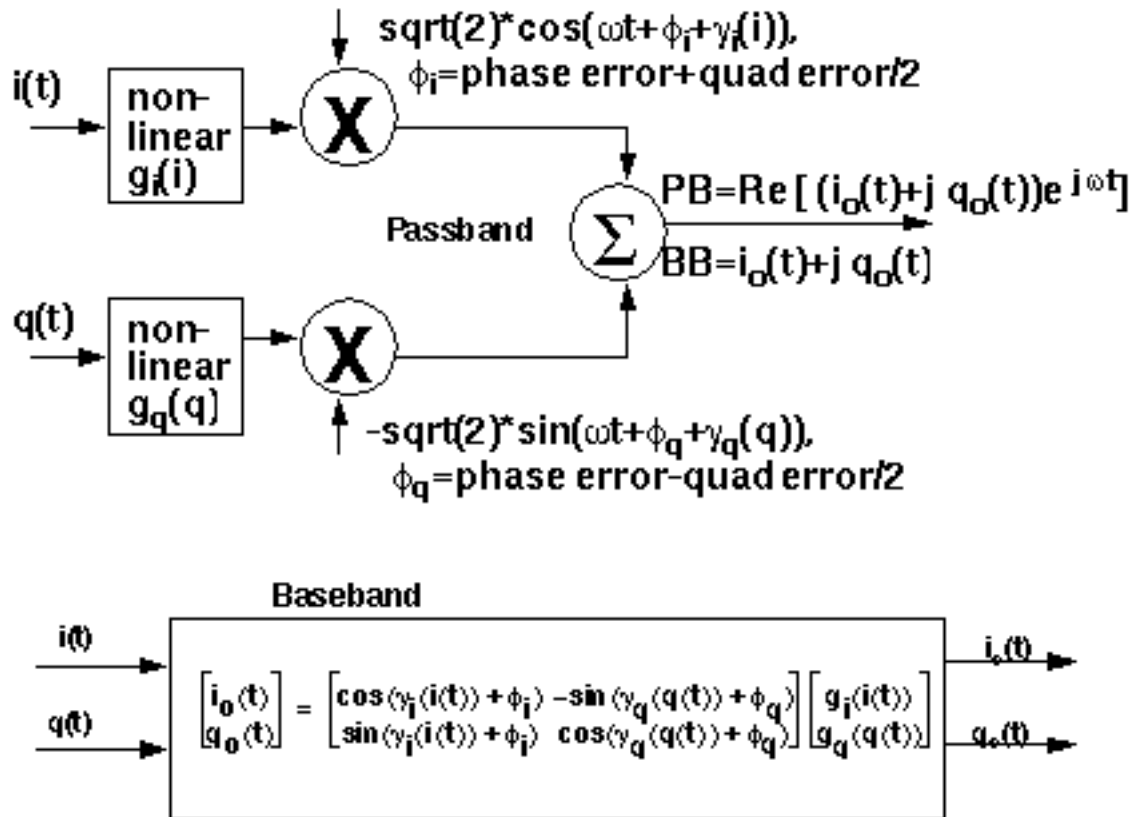 sqrt(2)*cos(ωt+ϕi+γi(i)),
ϕi=phase error+quad error/2
i(t)
non-
linear
gi(i)
X
Passband
Σ
PB=Re[ (io(t)+j qo(t))e jωt]
BB=io(t)+j qo(t)
q(t)
non-
linear
gq(q)
X
-sqrt(2)*sin(ωt+ϕq+γq(q)),
ϕq=phase error-quad error/2
Baseband
i(t)
q(t)
[io(t)] = [cos(γi(i(t))+ϕi) -sin(γq(q(t))+ϕq)] [gi(i(t))]
[qo(t)] [sin(γi(i(t))+ϕi) cos(γq(q(t))+ϕq)] [gq(q(t))]
io(t)
qo(t)